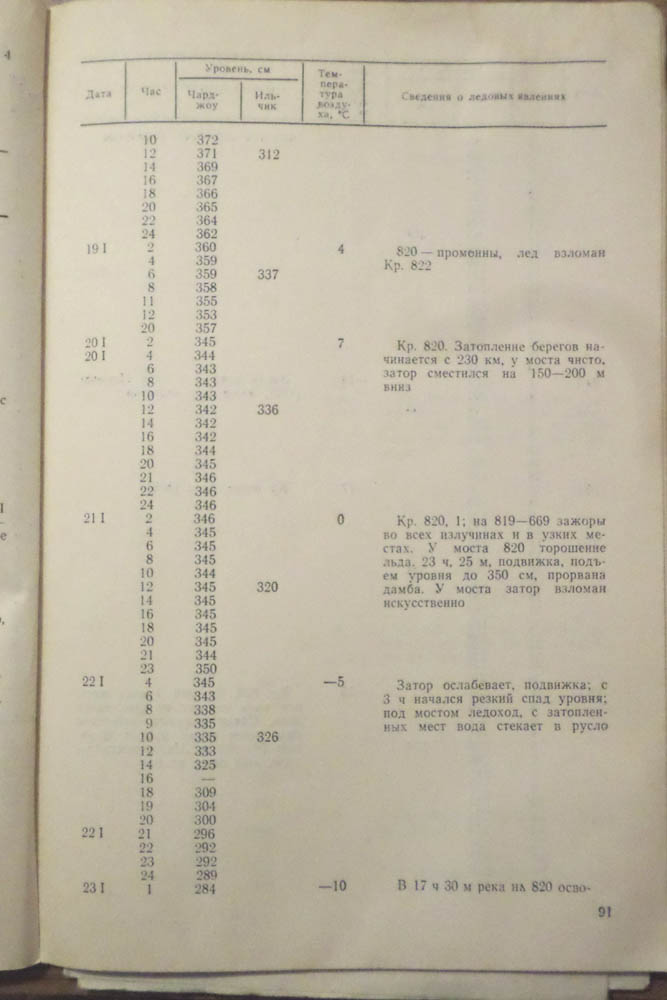 Дата Час Уровень, см Тем-
Чард- Иль- пера-
жоу чик тура
возду-
ха, °C Сведения о ледовых явлениях
10 372
12 371 312
14 369
16 367
18 366
20 365
22 364
24 362
19 I 2 360 4 820 — промоины, лед взломан
4 359 Кр. 822
6 359 337
8 358
11 355
12 353
20 357
20 I 2 345 7 Кр. 820. Затопление берегов на-
20 I 4 344 чинается с 230 км, у моста чисто,
6 343 затор сместился на 150—200 м
8 343 вниз
10 343
12 342 336
14 342
16 342
18 344
20 345
21 346
22 346
24 346
21 I 2 346 0 Кр. 820, 1; на 819—669 зажоры
4 345 во всех излучинах и в узких ме-
6 345 стах. У моста 820 торошение
8 345 льда. 23 ч, 25 м, подвижка, подъ-
10 344 ем уровня до 350 см, прорвана
12 345 320 дамба. У моста затор взломан
14 345 искусственно
16 345
18 345
20 345
21 344
23 350
22 I 4 345 —5 Затор ослабевает, подвижка; с
6 343 3 ч начался резкий спад уровня;
8 338 под мостом ледоход, с затоплен-
9 335 ных мест вода стекает в русло
10 335 326
12 333
14 325
16 —
18 309
19 304
20 300
22 I 21 296
22 292
23 292
24 289
23 I 1 284 —10 В 17 ч 30 м река на 820 осво-
91